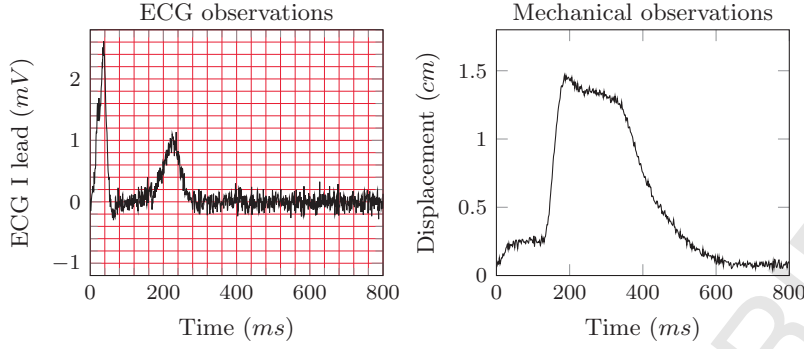 ECG observations
ECG I lead (mV)
2
1
0
−1
0 200 400 600 800
Time (ms)
Mechanical observations
Displacement (cm)
1.5
1
0.5
0
0 200 400 600 800
Time (ms)